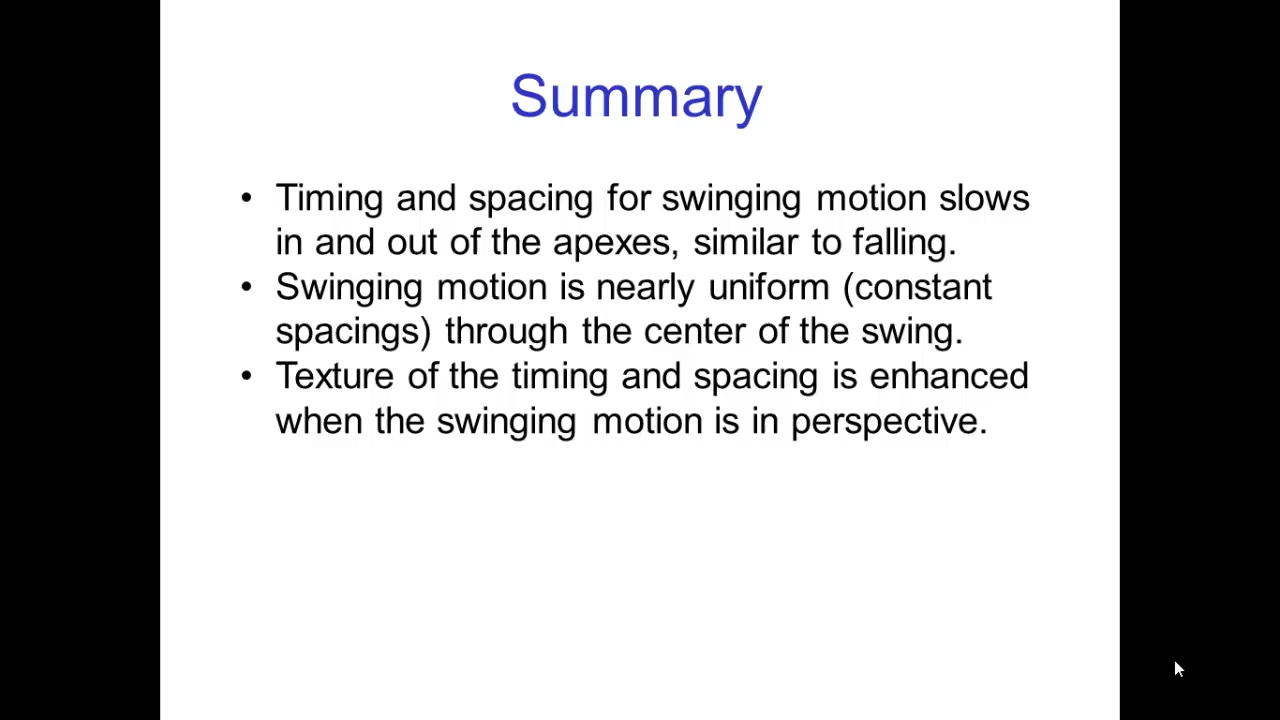 Summary
• Timing and spacing for swinging motion slows
in and out of the apexes, similar to falling.
• Swinging motion is nearly uniform (constant
spacings) through the center of the swing.
• Texture of the timing and spacing is enhanced
when the swinging motion is in perspective.